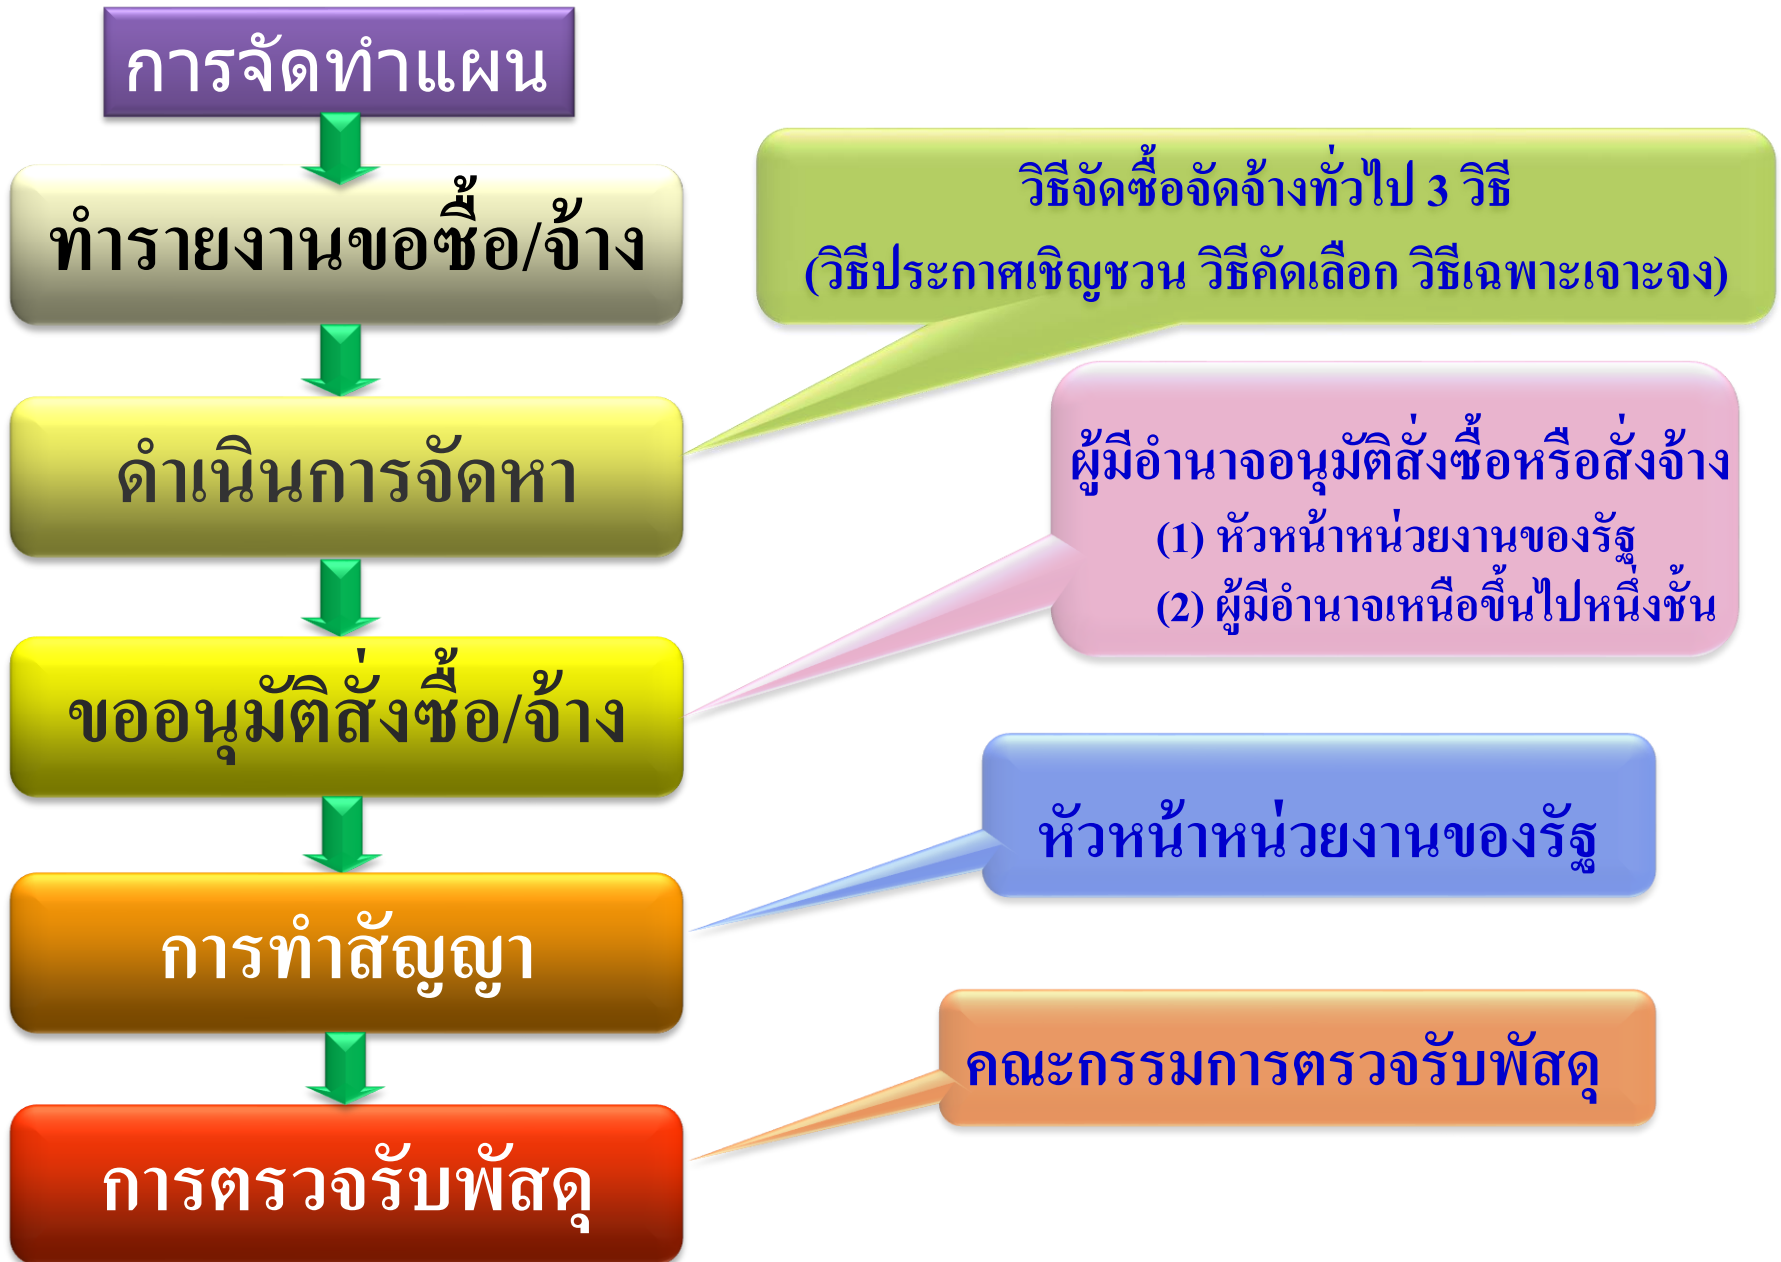 การจัดทำแผน
ทำรายงานขอซื้อ/จ้าง
วิธีจัดซื้อจัดจ้างทั่วไป 3 วิธี
(วิธีประกาศเชิญชวน วิธีคัดเลือก วิธีเฉพาะเจาะจง)
ดำเนินการจัดหา
ผู้มีอำนาจอนุมัติสั่งซื้อหรือสั่งจ้าง
(1) หัวหน้าหน่วยงานของรัฐ
(2) ผู้มีอำนาจเหนือขึ้นไปหนึ่งชั้น
ขออนุมัติสั่งซื้อ/จ้าง
หัวหน้าหน่วยงานของรัฐ
การทำสัญญา
คณะกรรมการตรวจรับพัสดุ
การตรวจรับพัสดุ